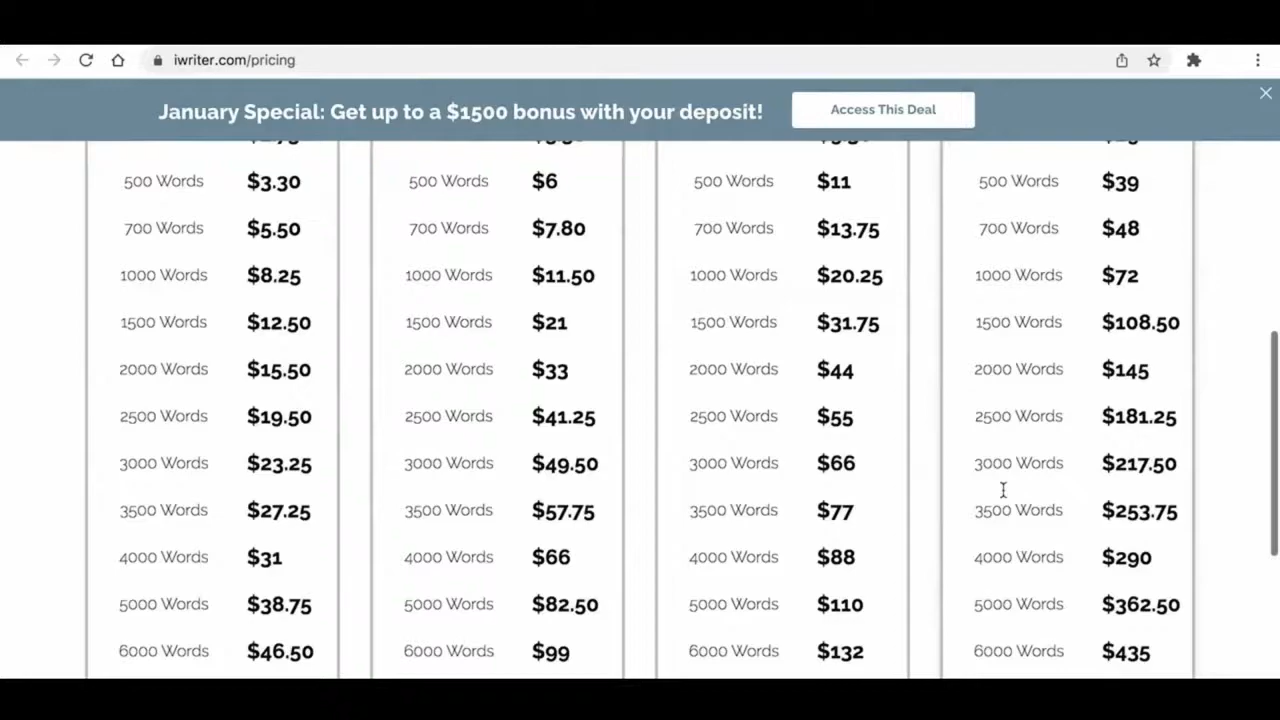 iwriter.com/pricing
January Special: Get up to a $1500 bonus with your deposit! Access This Deal
500 Words $3.30 500 Words $6 500 Words $11 500 Words $39
700 Words $5.50 700 Words $7.80 700 Words $13.75 700 Words $48
1000 Words $8.25 1000 Words $11.50 1000 Words $20.25 1000 Words $72
1500 Words $12.50 1500 Words $21 1500 Words $31.75 1500 Words $108.50
2000 Words $15.50 2000 Words $33 2000 Words $44 2000 Words $145
2500 Words $19.50 2500 Words $41.25 2500 Words $55 2500 Words $181.25
3000 Words $23.25 3000 Words $49.50 3000 Words $66 3000 Words $217.50
3500 Words $27.25 3500 Words $57.75 3500 Words $77 3500 Words $253.75
4000 Words $31 4000 Words $66 4000 Words $88 4000 Words $290
5000 Words $38.75 5000 Words $82.50 5000 Words $110 5000 Words $362.50
6000 Words $46.50 6000 Words $99 6000 Words $132 6000 Words $435